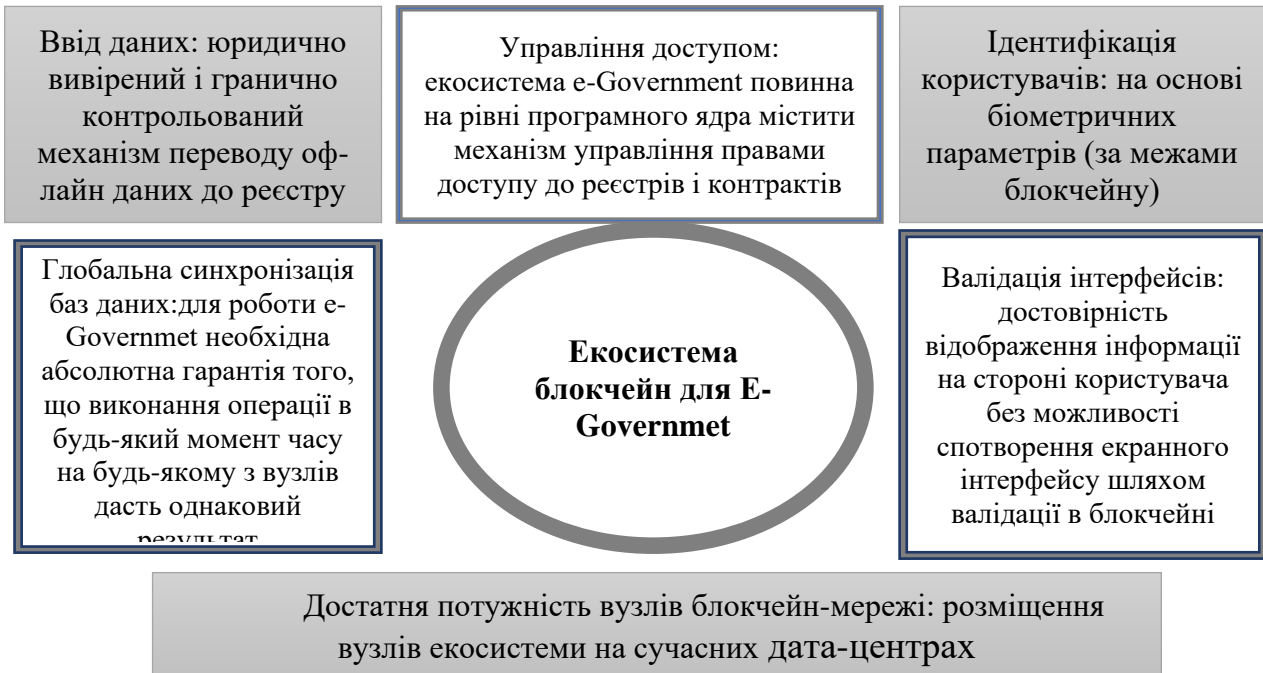 Ввід даних: юридично
вивірений і гранично
контрольований
механізм переводу оф-
лайн даних до реєстру
Управління доступом:
екосистема e-Government повинна
на рівні програмного ядра містити
механізм управління правами
доступу до реєстрів і контрактів
Ідентифікація
користувачів: на основі
біометричних
параметрів (за межами
блокчейну)
Глобальна синхронізація
баз даних:для роботи e-
Governmet необхідна
абсолютна гарантія того,
що виконання операції в
будь-який момент часу
на будь-якому з вузлів
дасть однаковий
результат
Екосистема
блокчейн для E-
Governmet
Валідація інтерфейсів:
достовірність
відображення інформації
на стороні користувача
без можливості
спотворення екранного
інтерфейсу шляхом
валідації в блокчейні
Достатня потужність вузлів блокчейн-мережі: розміщення
вузлів екосистеми на сучасних дата-центрах